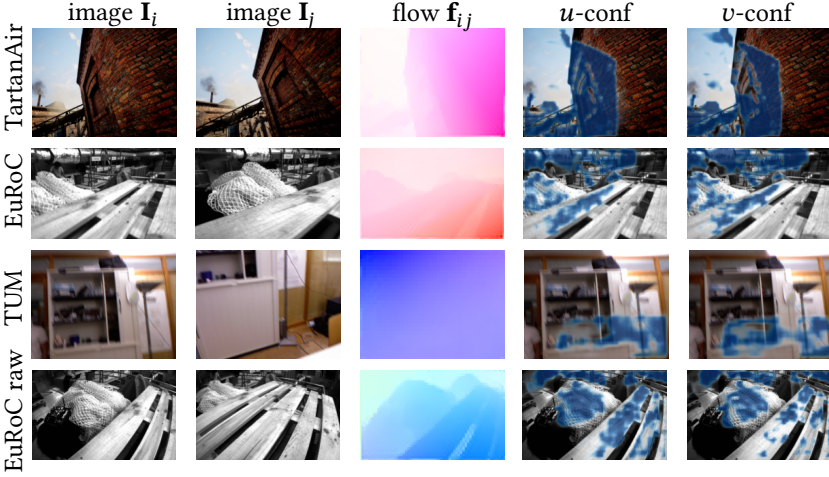 image I_i image I_j flow f_ij u-conf v-conf
TartanAir
EuRoC
TUM
EuRoC raw